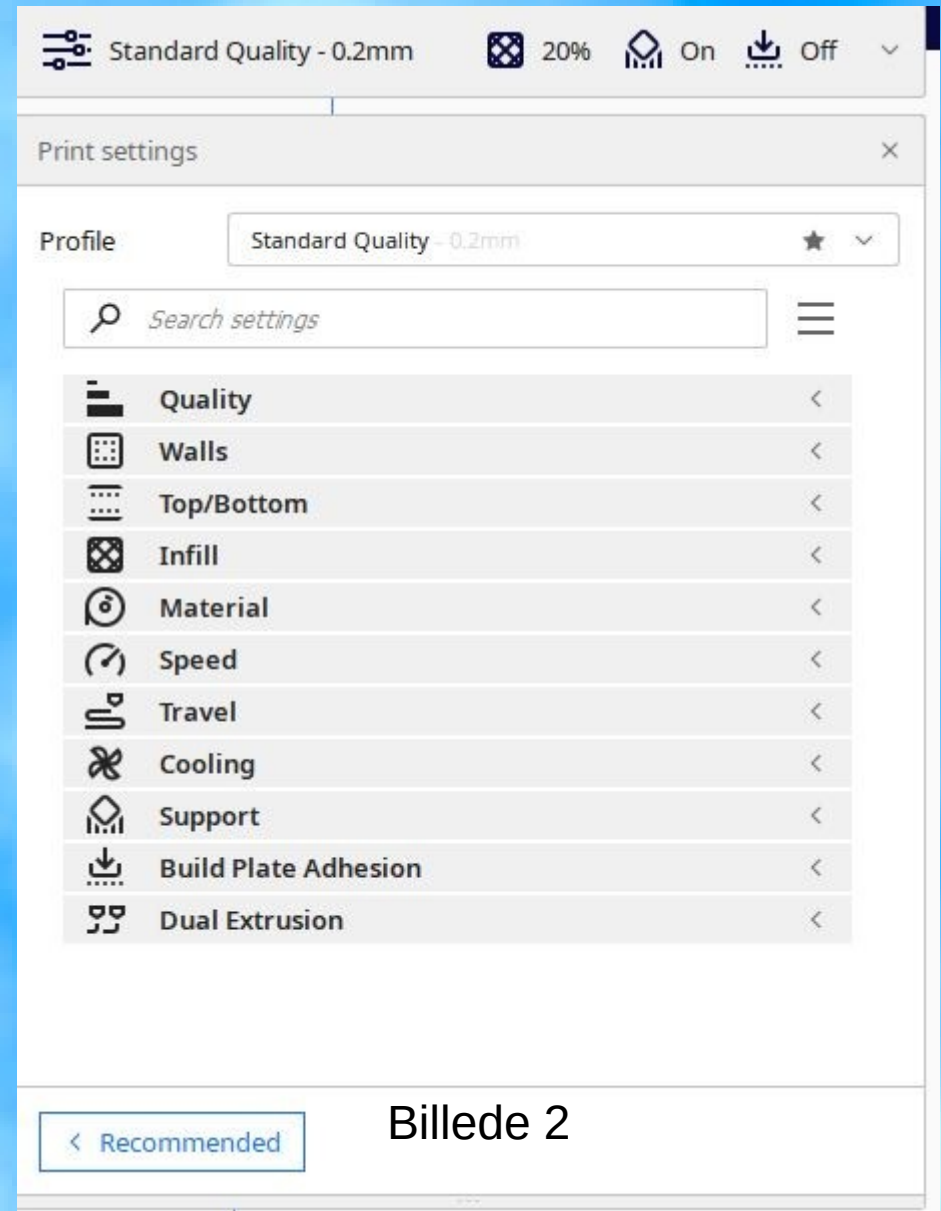 Standard Quality - 0.2mm 20% On Off
Print settings
Profile Standard Quality - 0.2mm
Search settings
Quality
Walls
Top/Bottom
Infill
Material
Speed
Travel
Cooling
Support
Build Plate Adhesion
Dual Extrusion
Recommended
Billede 2